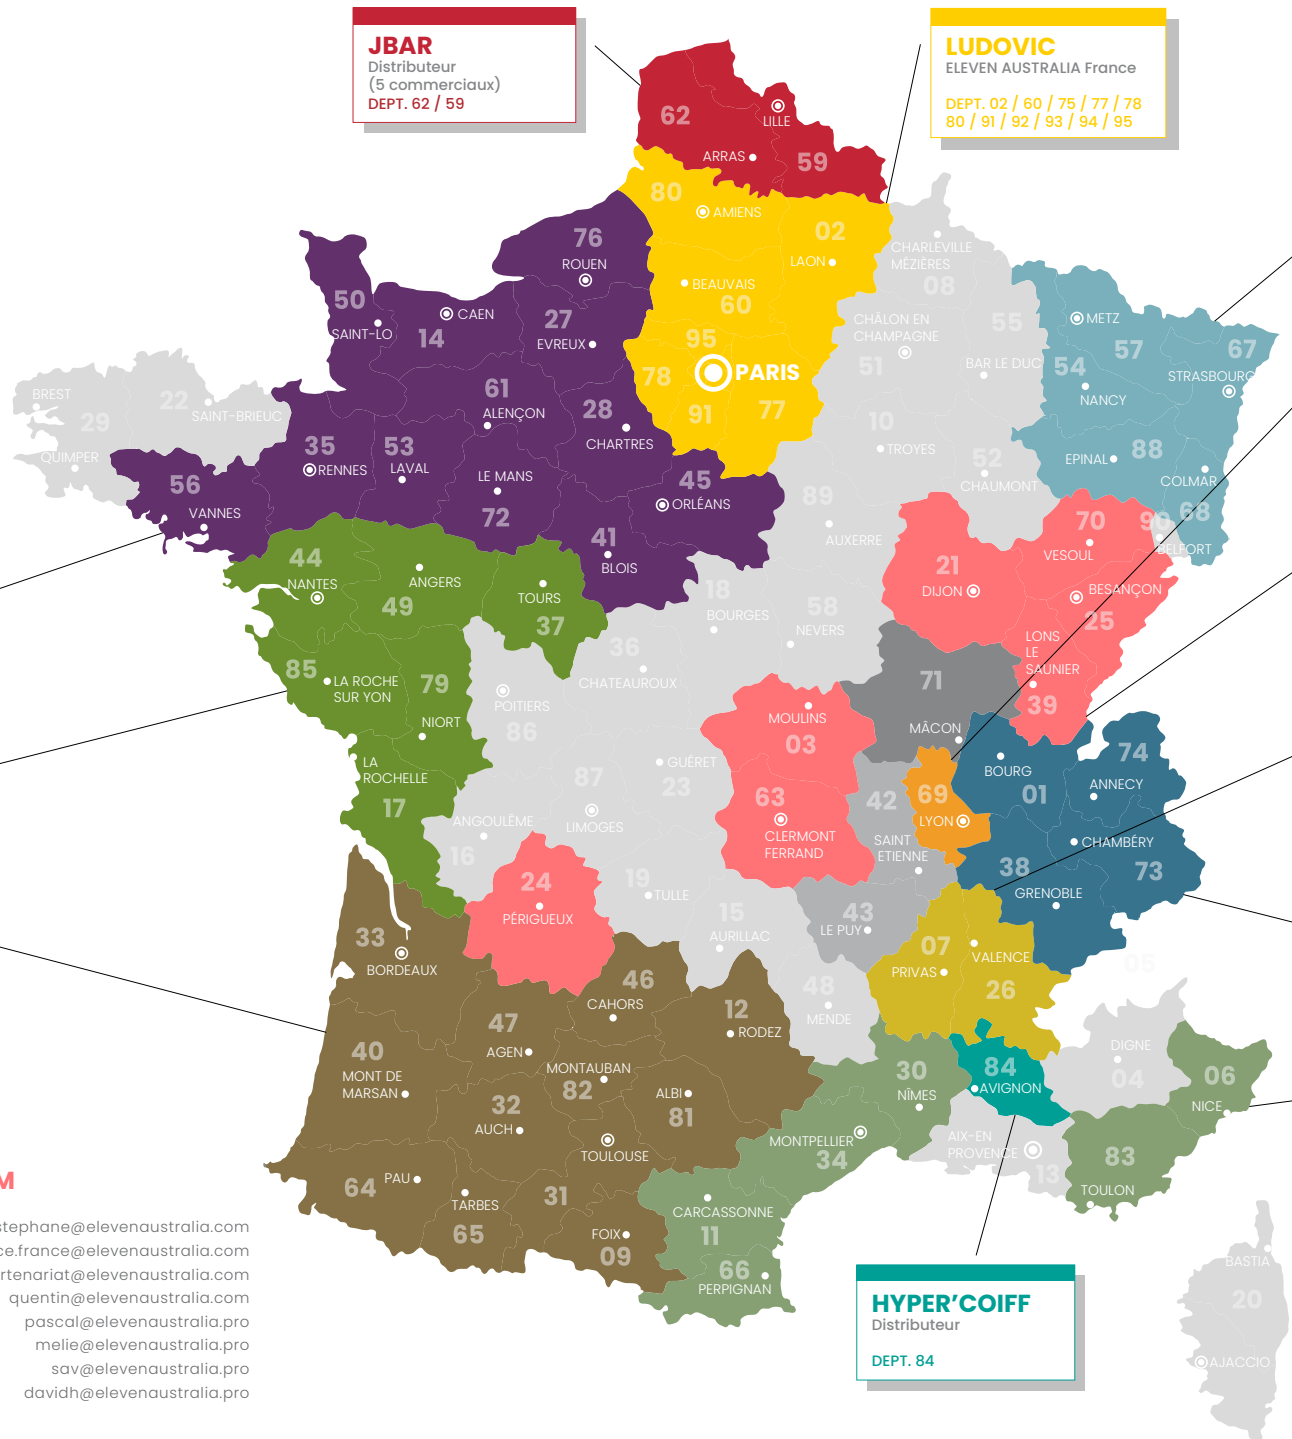 JBAR
Distributeur
(5 commerciaux)
DEPT. 62 / 59
LUDOVIC
ELEVEN AUSTRALIA France
DEPT. 02 / 60 / 75 / 77 / 78
80 / 91 / 92 / 93 / 94 / 95
62
LILLE
ARRAS
59
80
AMIENS
02
LAON
BEAUVAIS
60
95
78
PARIS
91
77
76
ROUEN
50
SAINT-LO
14
CAEN
27
EVREUX
61
ALENÇON
28
CHARTRES
35
RENNES
53
LAVAL
LE MANS
72
45
ORLÉANS
41
BLOIS
56
VANNES
BREST
29
QUIMPER
22
SAINT-BRIEUC
CHARLEVILLE
MÉZIÈRES
08
CHÂLON EN
CHAMPAGNE
51
55
BAR LE DUC
10
TROYES
52
CHAUMONT
89
AUXERRE
METZ
57
67
STRASBOURG
54
NANCY
EPINAL
88
COLMAR
68
90
BELFORT
70
VESOUL
21
DIJON
BESANÇON
25
LONS
LE
SAUNIER
39
44
NANTES
ANGERS
49
TOURS
37
85
LA ROCHE
SUR YON
79
NIORT
LA
ROCHELLE
17
18
BOURGES
58
NEVERS
36
CHATEAUROUX
POITIERS
86
GUÉRET
23
87
LIMOGES
ANGOULÊME
16
19
TULLE
15
AURILLAC
48
MENDE
71
MÂCON
MOULINS
03
63
CLERMONT
FERRAND
42
SAINT
ETIENNE
43
LE PUY
69
LYON
BOURG
01
74
ANNECY
CHAMBÉRY
73
38
GRENOBLE
24
PÉRIGUEUX
33
BORDEAUX
46
CAHORS
12
RODEZ
47
AGEN
40
MONT DE
MARSAN
MONTAUBAN
82
ALBI
81
32
AUCH
TOULOUSE
31
64
PAU
TARBES
65
FOIX
09
07
PRIVAS
VALENCE
26
05
84
AVIGNON
DIGNE
04
06
NICE
30
NÎMES
MONTPELLIER
34
AIX-EN
PROVENCE
13
83
TOULON
CARCASSONNE
11
66
PERPIGNAN
BASTIA
20
AJACCIO
HYPER'COIFF
Distributeur
DEPT. 84
M
stephane@elevenaustralia.com
ce.france@elevenaustralia.com
rtenariat@elevenaustralia.com
quentin@elevenaustralia.com
pascal@elevenaustralia.pro
melie@elevenaustralia.pro
sav@elevenaustralia.pro
davidh@elevenaustralia.pro